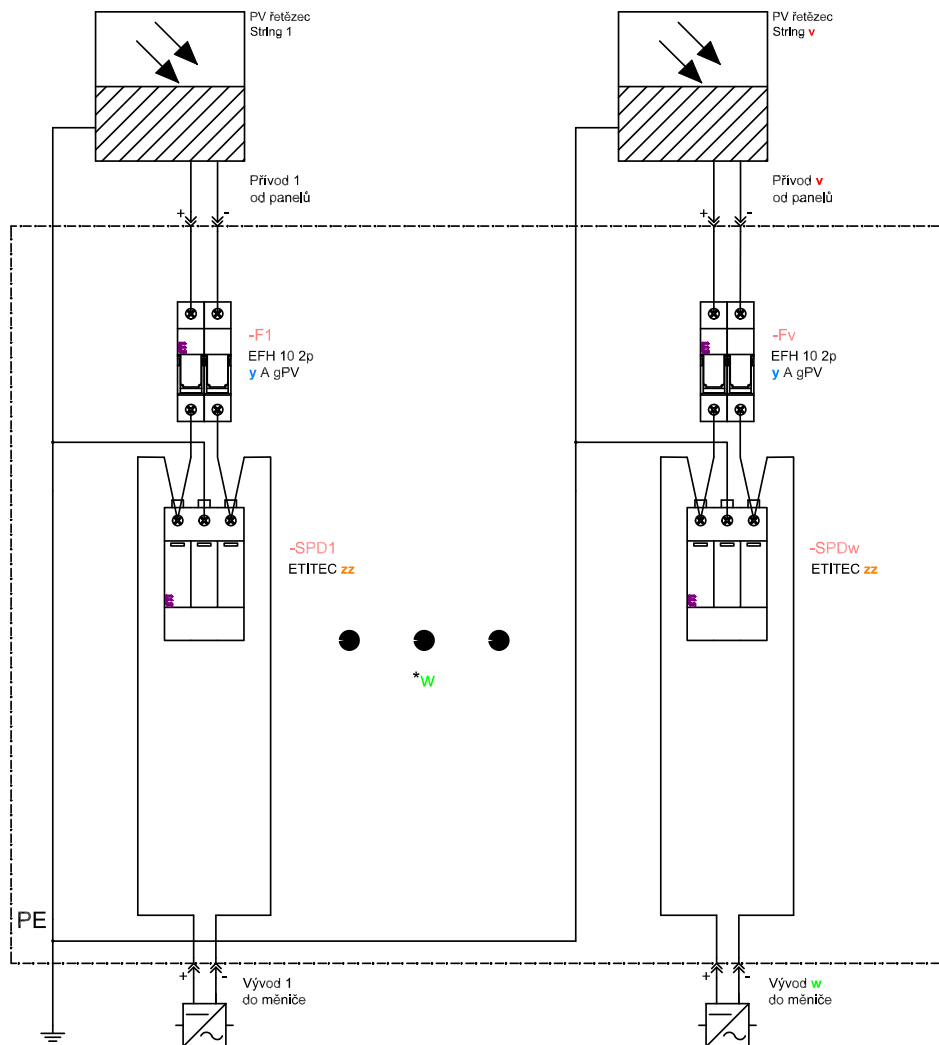 PV řetězec
String 1
PV řetězec
String v
Přívod 1
od panelů
Přívod v
od panelů
+ -
+ -
-F1
EFH 10 2p
y A gPV
-Fv
EFH 10 2p
y A gPV
E
E
-SPD1
ETITEC zz
-SPDw
ETITEC zz
E
E
*w
PE
+ -
+ -
Vývod 1
do měniče
Vývod w
do měniče